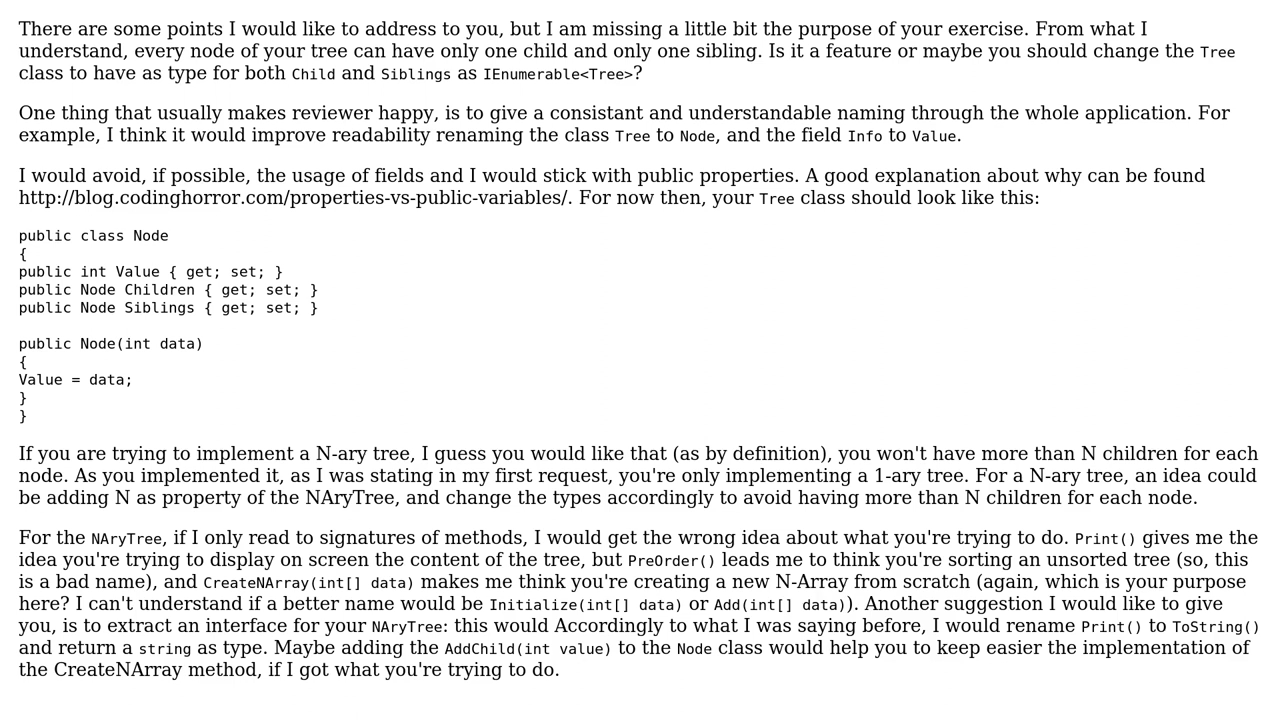 There are some points I would like to address to you, but I am missing a little bit the purpose of your exercise. From what I
understand, every node of your tree can have only one child and only one sibling. Is it a feature or maybe you should change the Tree
class to have as type for both Child and Siblings as IEnumerable<Tree>?
One thing that usually makes reviewer happy, is to give a consistant and understandable naming through the whole application. For
example, I think it would improve readability renaming the class Tree to Node, and the field Info to Value.
I would avoid, if possible, the usage of fields and I would stick with public properties. A good explanation about why can be found
http://blog.codinghorror.com/properties-vs-public-variables/. For now then, your Tree class should look like this:
public class Node
{
public int Value { get; set; }
public Node Children { get; set; }
public Node Siblings { get; set; }
public Node(int data)
{
Value = data;
}
}
If you are trying to implement a N-ary tree, I guess you would like that (as by definition), you won't have more than N children for each
node. As you implemented it, as I was stating in my first request, you're only implementing a 1-ary tree. For a N-ary tree, an idea could
be adding N as property of the NAryTree, and change the types accordingly to avoid having more than N children for each node.
For the NAryTree, if I only read to signatures of methods, I would get the wrong idea about what you're trying to do. Print() gives me the
idea you're trying to display on screen the content of the tree, but PreOrder() leads me to think you're sorting an unsorted tree (so, this
is a bad name), and CreateNArray(int[] data) makes me think you're creating a new N-Array from scratch (again, which is your purpose
here? I can't understand if a better name would be Initialize(int[] data) or Add(int[] data)). Another suggestion I would like to give
you, is to extract an interface for your NAryTree: this would Accordingly to what I was saying before, I would rename Print() to ToString()
and return a string as type. Maybe adding the AddChild(int value) to the Node class would help you to keep easier the implementation of
the CreateNArray method, if I got what you're trying to do.